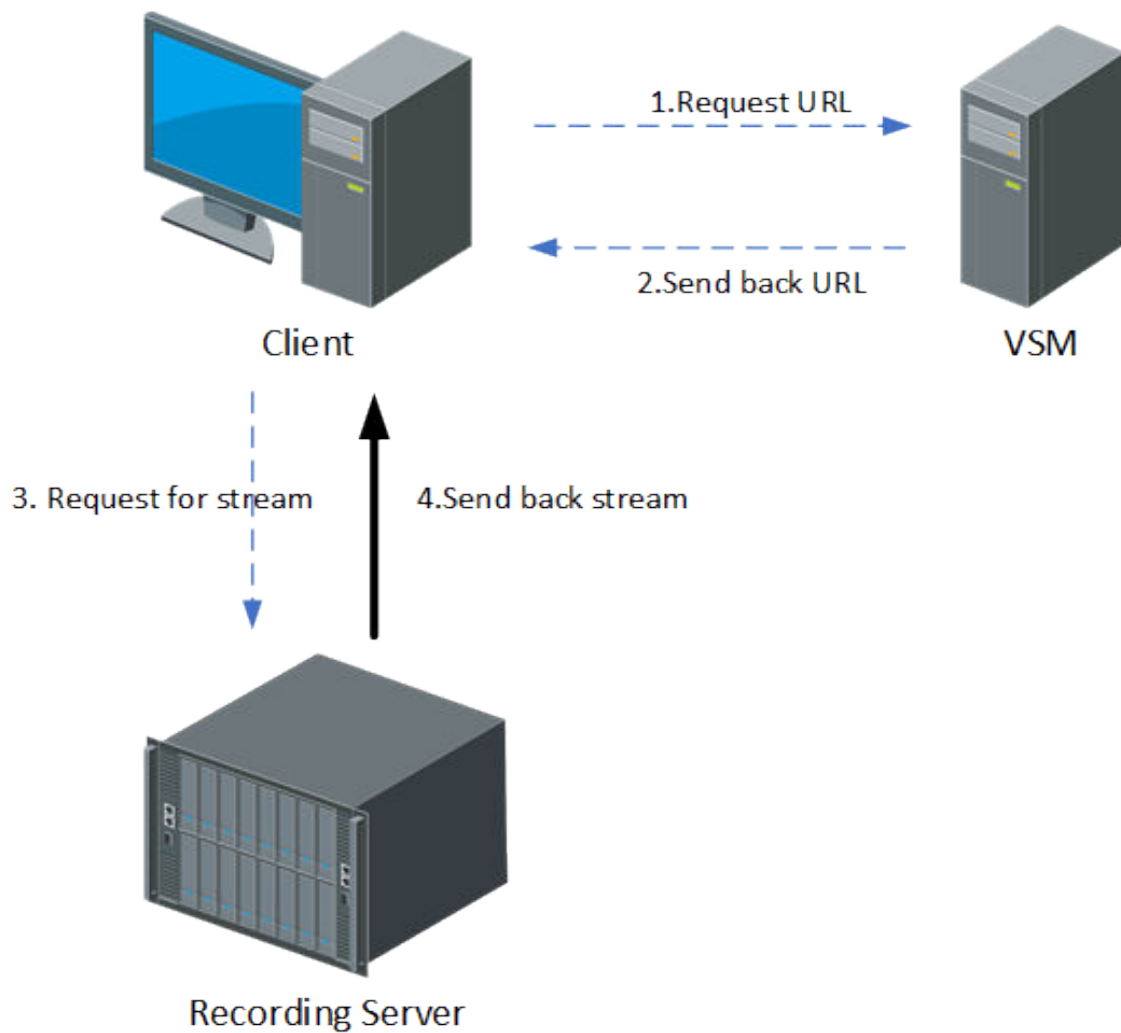 1.Request URL
2.Send back URL
Client
VSM
3. Request for stream
4.Send back stream
Recording Server